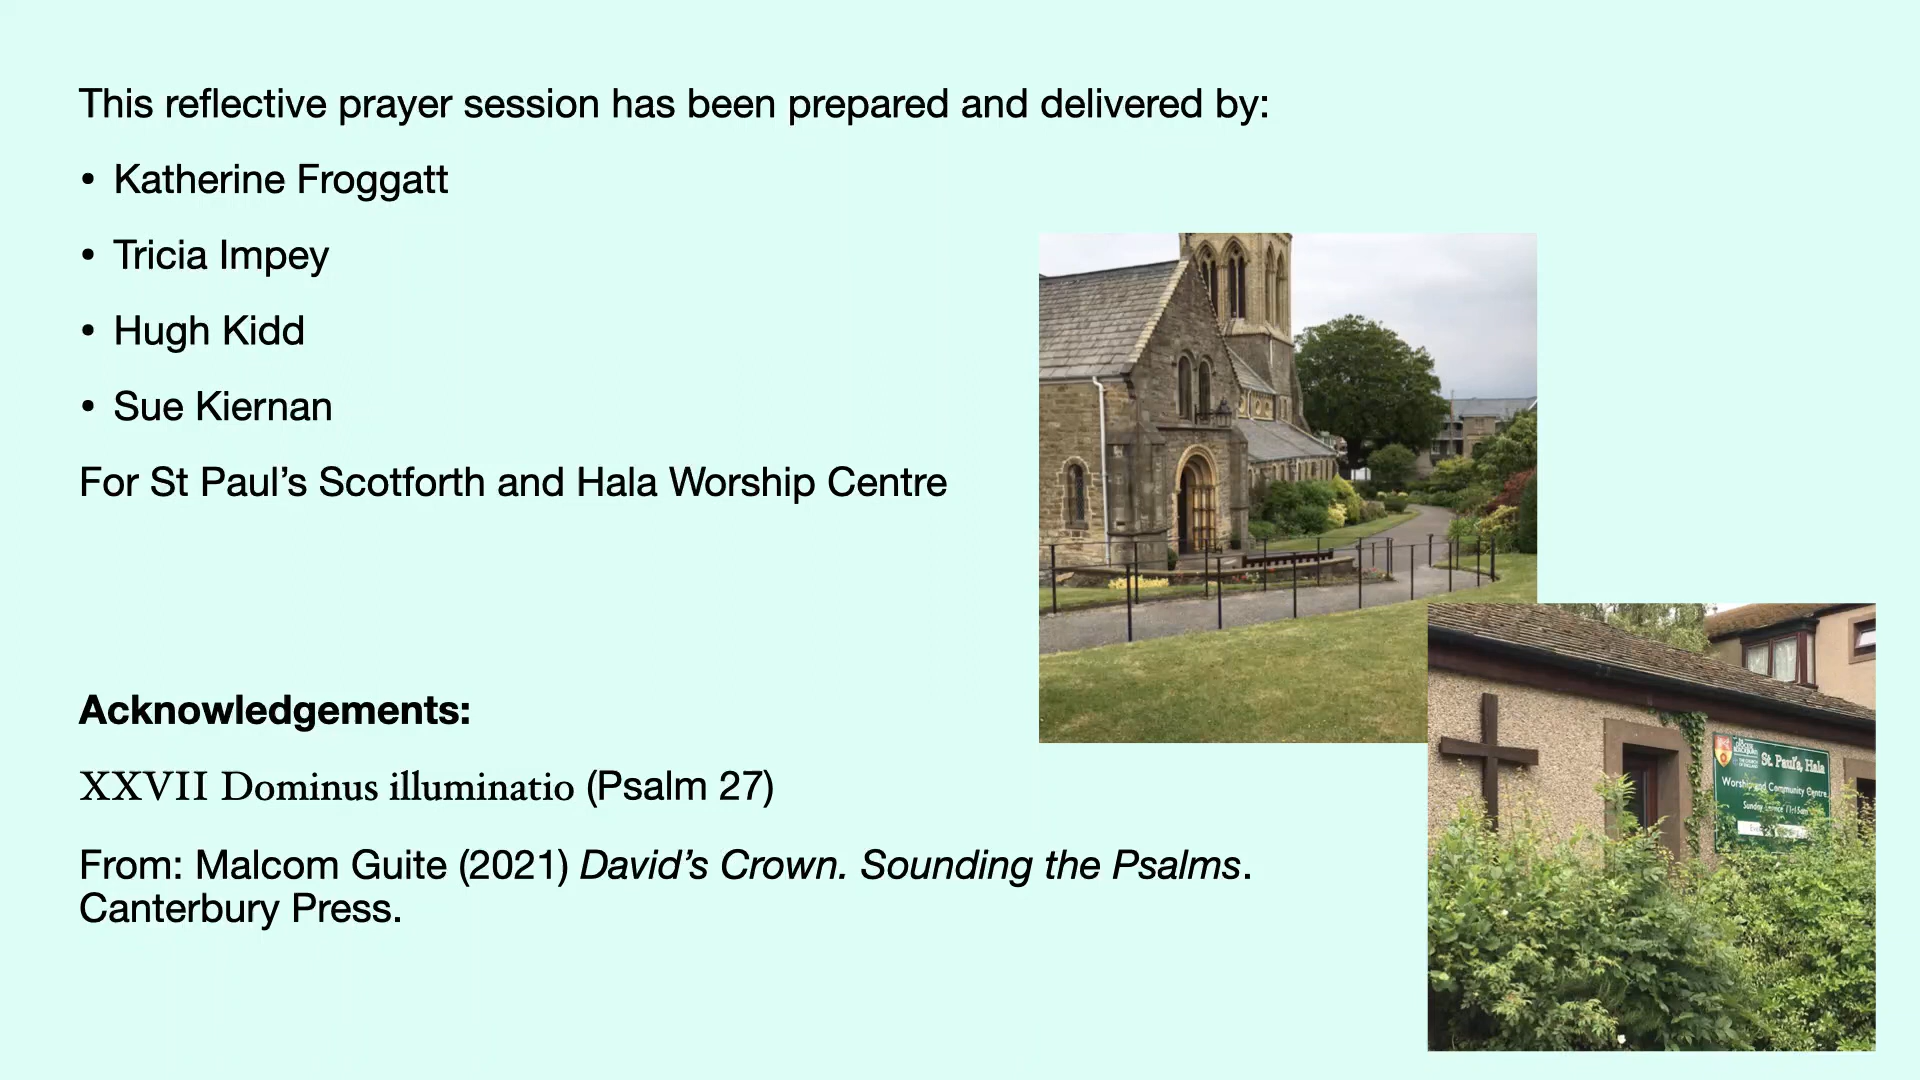 This reflective prayer session has been prepared and delivered by:
• Katherine Froggatt
• Tricia Impey
• Hugh Kidd
• Sue Kiernan
For St Paul’s Scotforth and Hala Worship Centre
Acknowledgements:
XXVII Dominus illuminatio (Psalm 27)
From: Malcom Guite (2021) David’s Crown. Sounding the Psalms.
Canterbury Press.
St. Paul's, Hala
Worship and Community Centre
Sunday